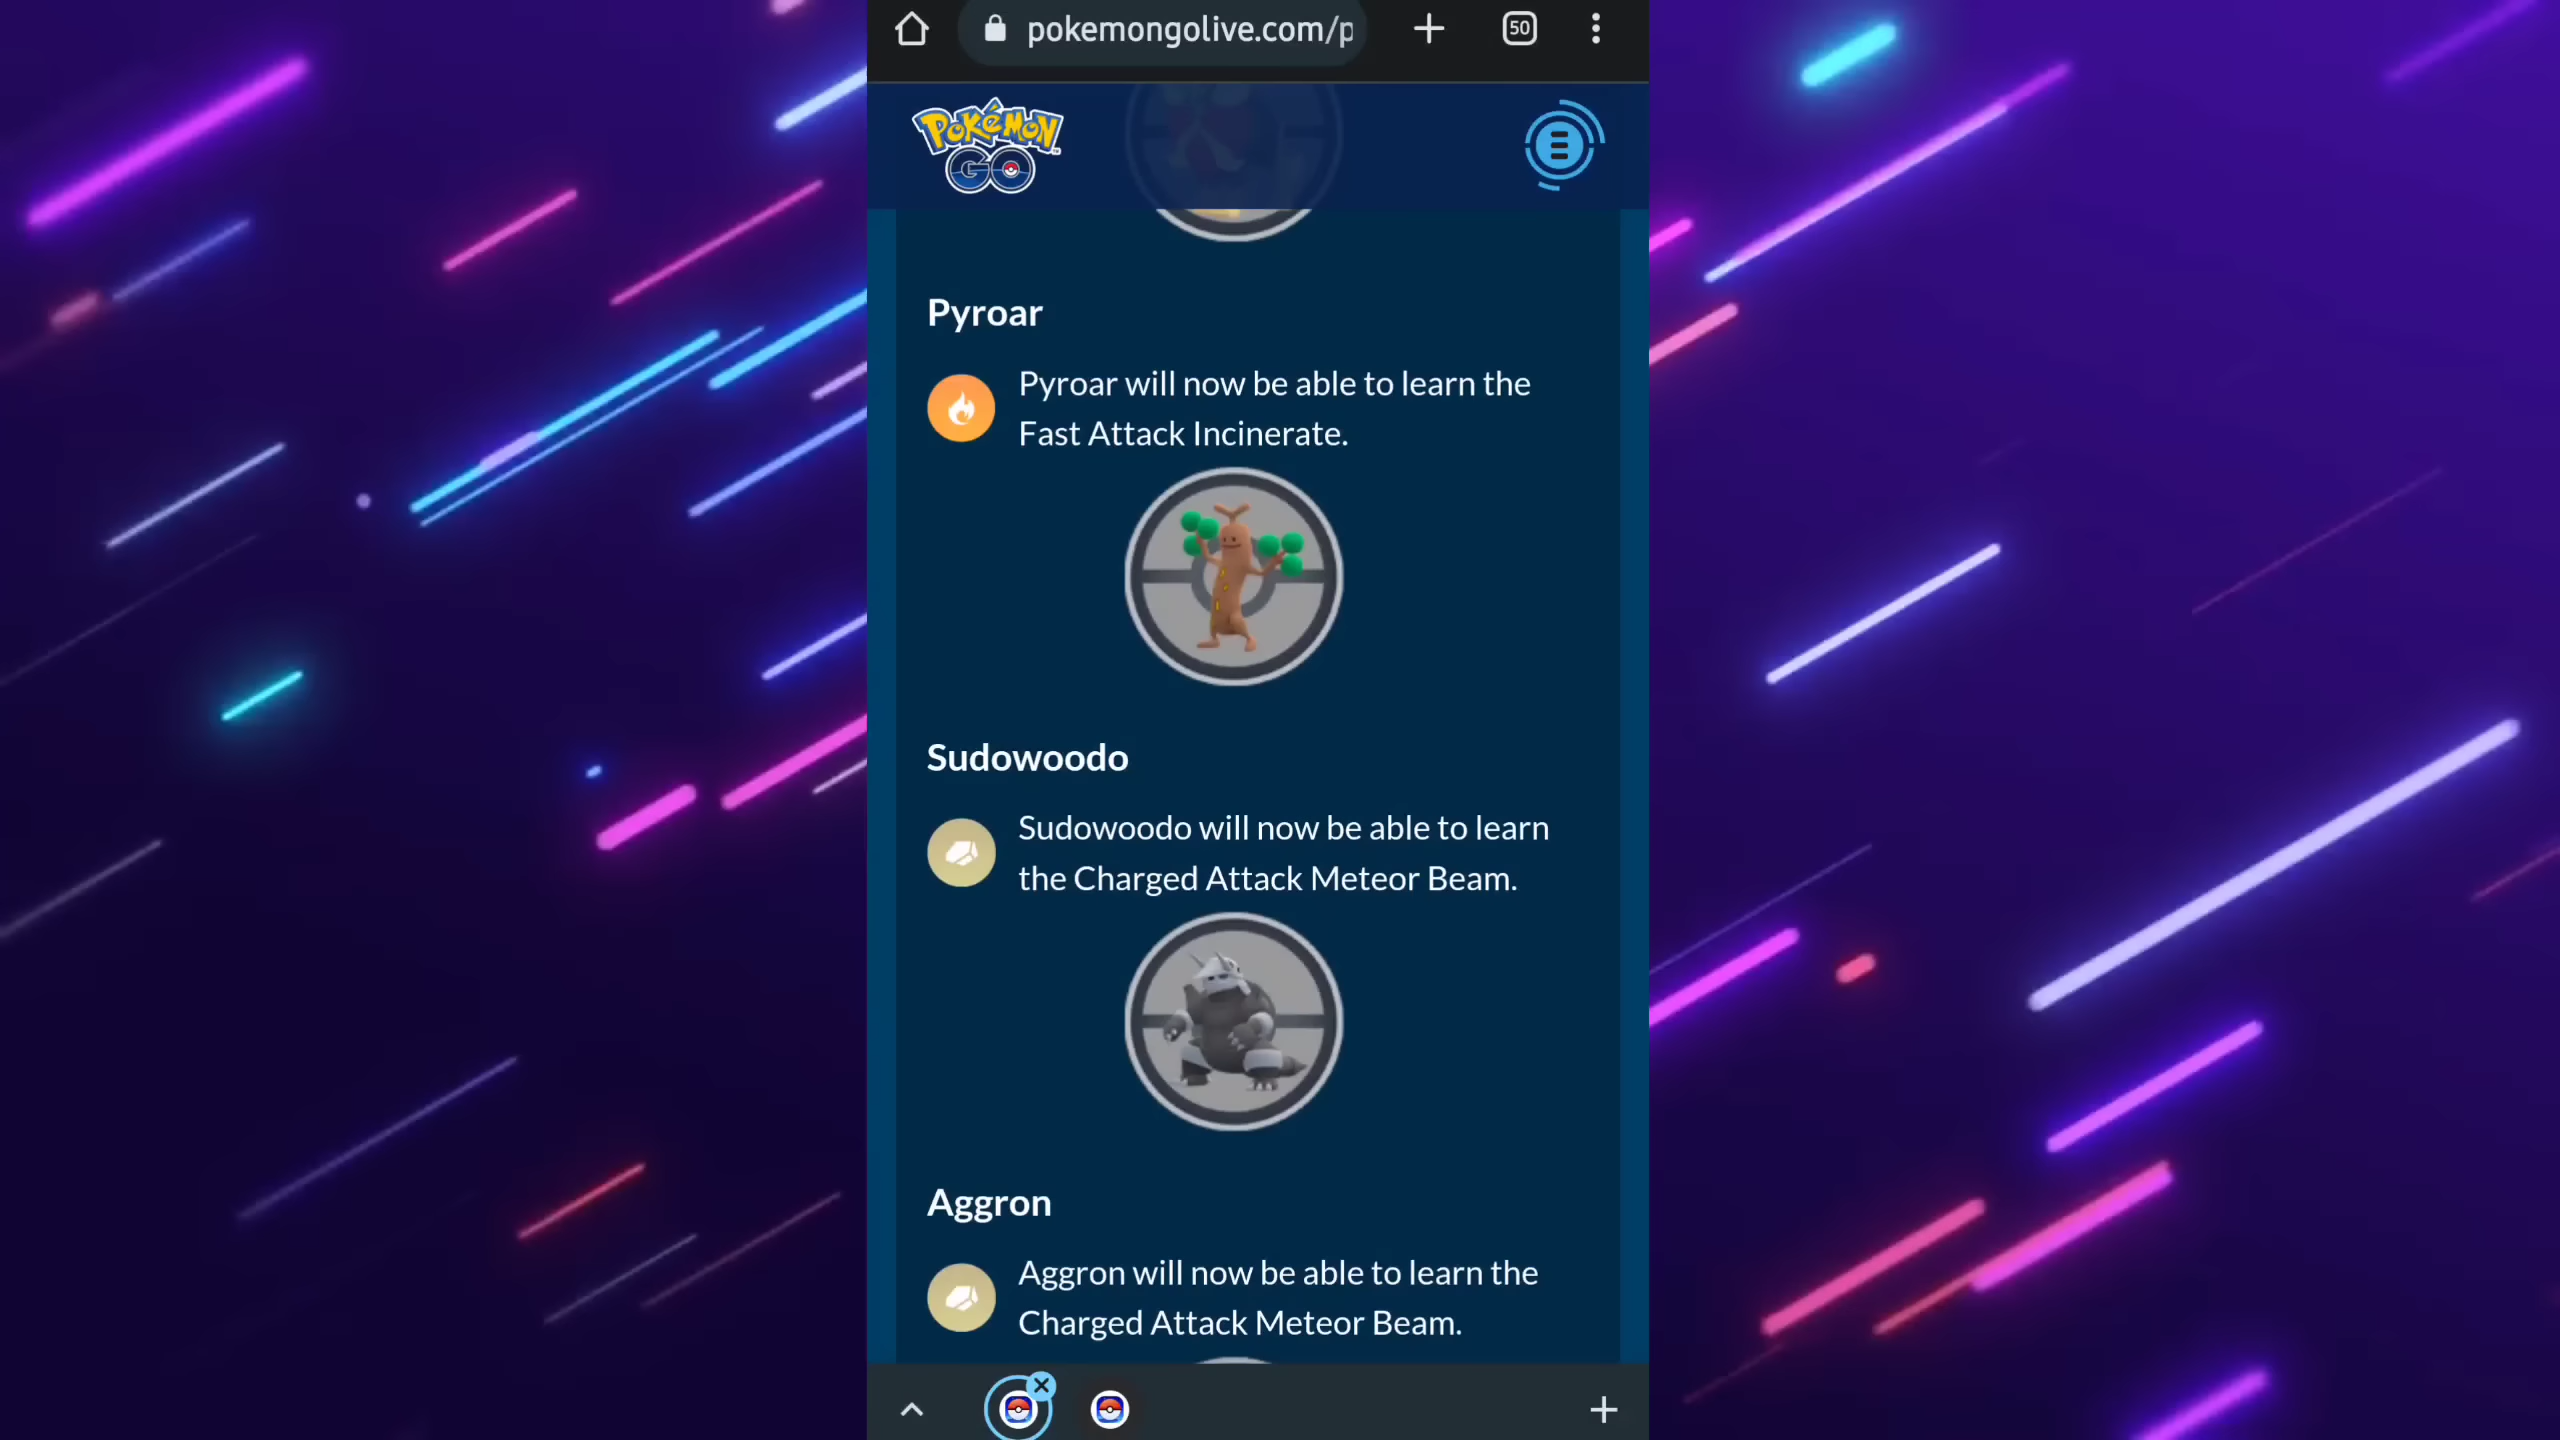 pokemongolive.com/p
50
POKÉMON
GO
Pyroar
Pyroar will now be able to learn the
Fast Attack Incinerate.
Sudowoodo
Sudowoodo will now be able to learn
the Charged Attack Meteor Beam.
Aggron
Aggron will now be able to learn the
Charged Attack Meteor Beam.